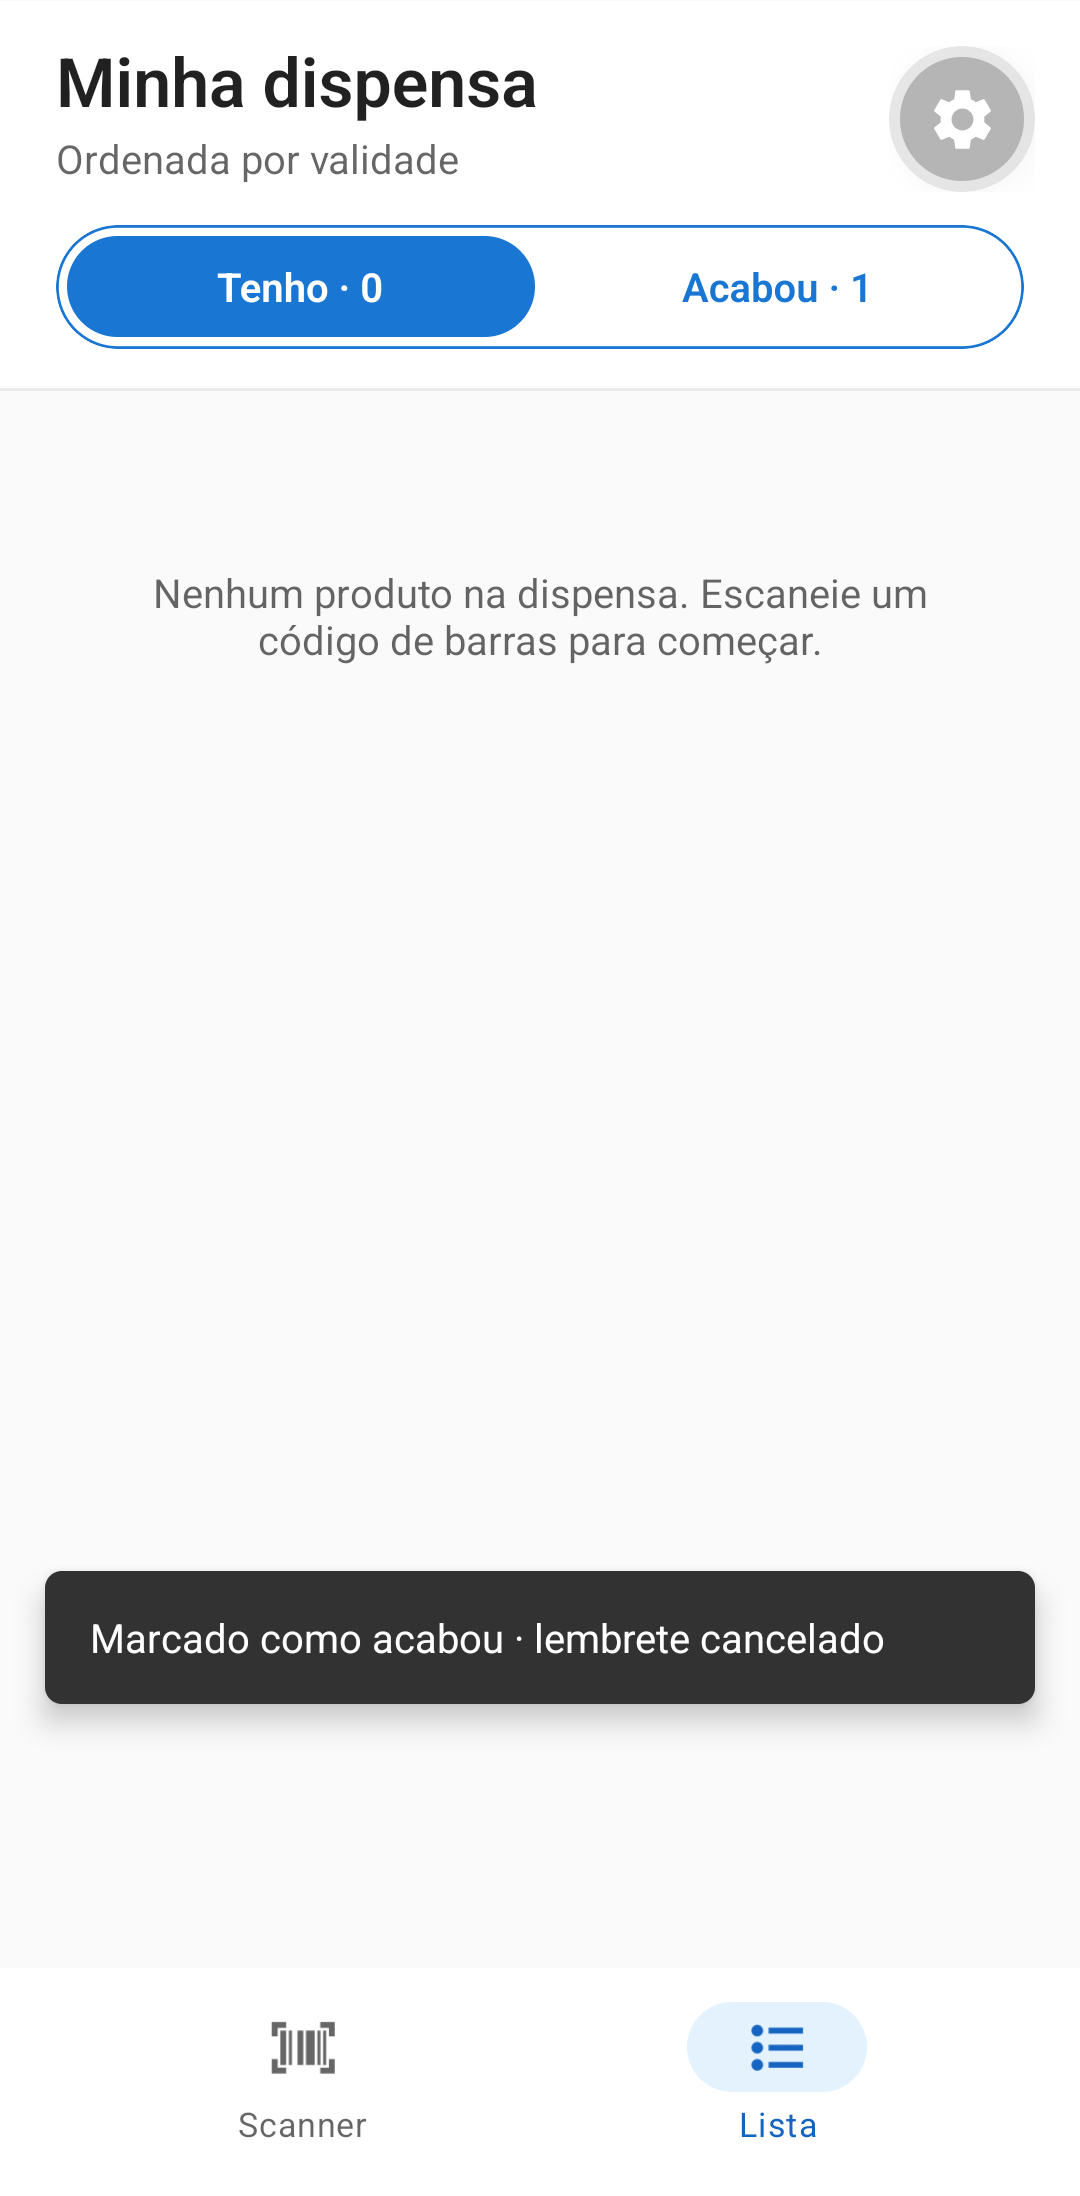 Minha dispensa
Ordenada por validade
Tenho · 0
Acabou · 1
Nenhum produto na dispensa. Escaneie um
código de barras para começar.
Marcado como acabou · lembrete cancelado
Scanner
Lista